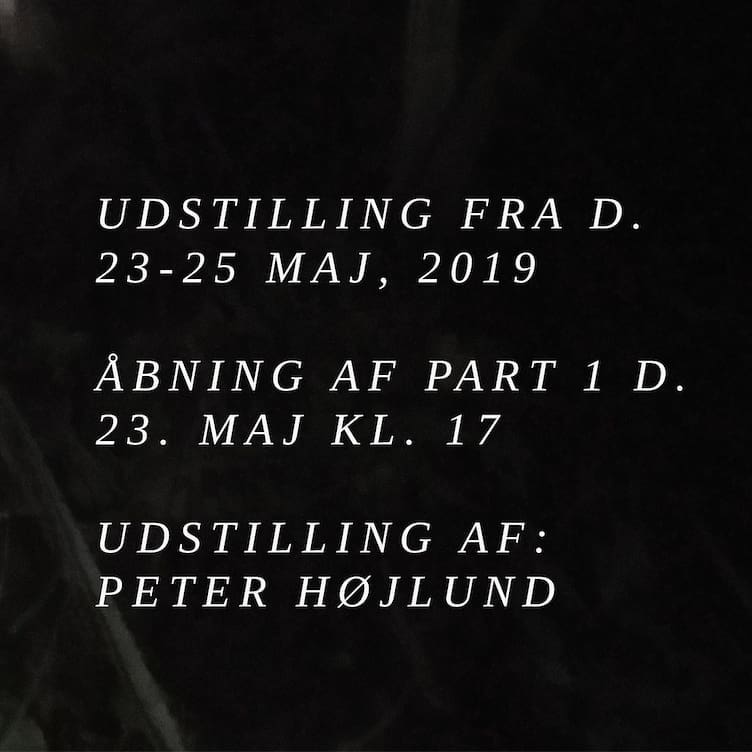 UDSTILLING FRA D.
23-25 MAJ, 2019
ÅBNING AF PART 1 D.
23. MAJ KL. 17
UDSTILLING AF:
PETER HØJLUND